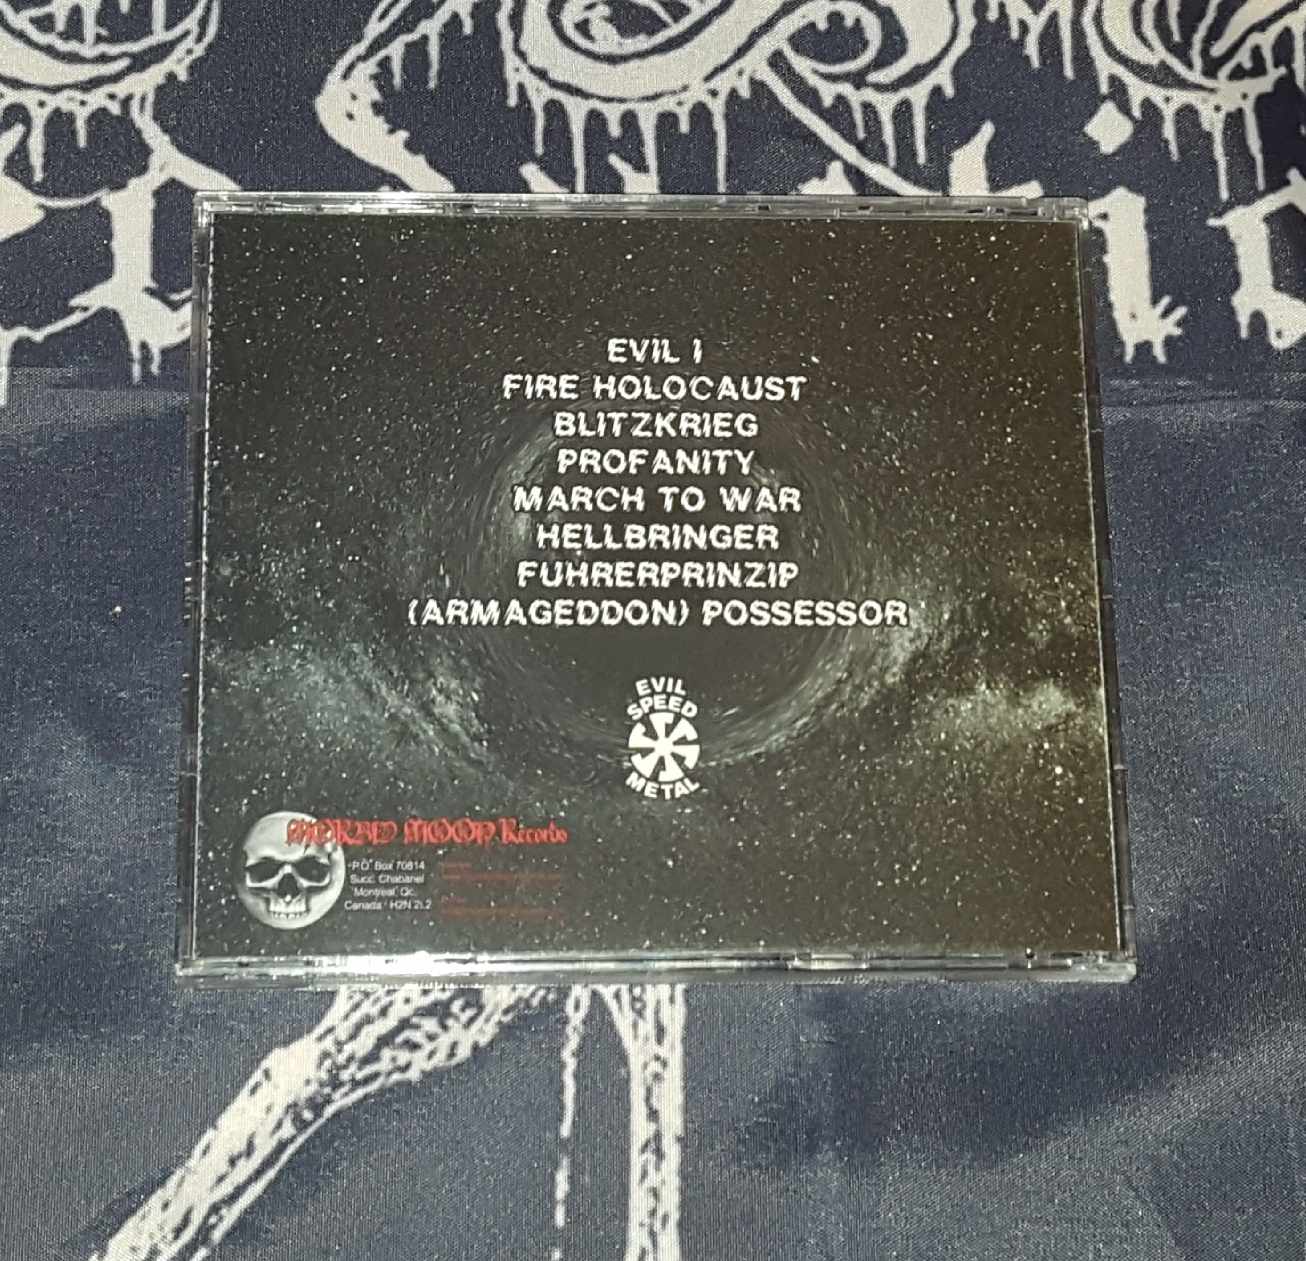 EVIL I
FIRE HOLOCAUST
BLITZKRIEG
PROFANITY
MARCH TO WAR
HELLBRINGER
FUHRERPRINZIP
(ARMAGEDDON) POSSESSOR
EVIL
SPEED
METAL
MORBID MOON Records
P.O. Box 70814
Succ. Chabanel
Montreal, Qc.
Canada H2N 2L2